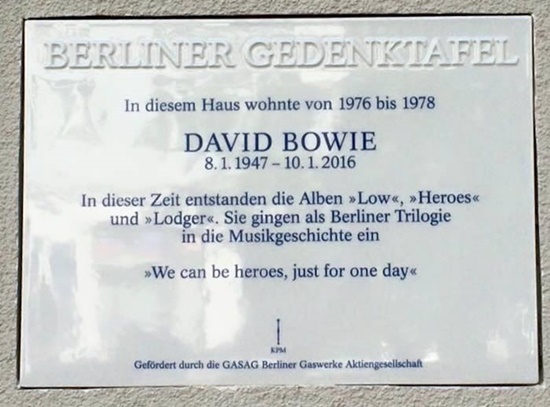 BERLINER GEDENKTAFEL
In diesem Haus wohnte von 1976 bis 1978
DAVID BOWIE
8.1.1947 – 10.1.2016
In dieser Zeit entstanden die Alben »Low«, »Heroes«
und »Lodger«. Sie gingen als Berliner Trilogie
in die Musikgeschichte ein
»We can be heroes, just for one day«
KPM
Gefördert durch die GASAG Berliner Gaswerke Aktiengesellschaft